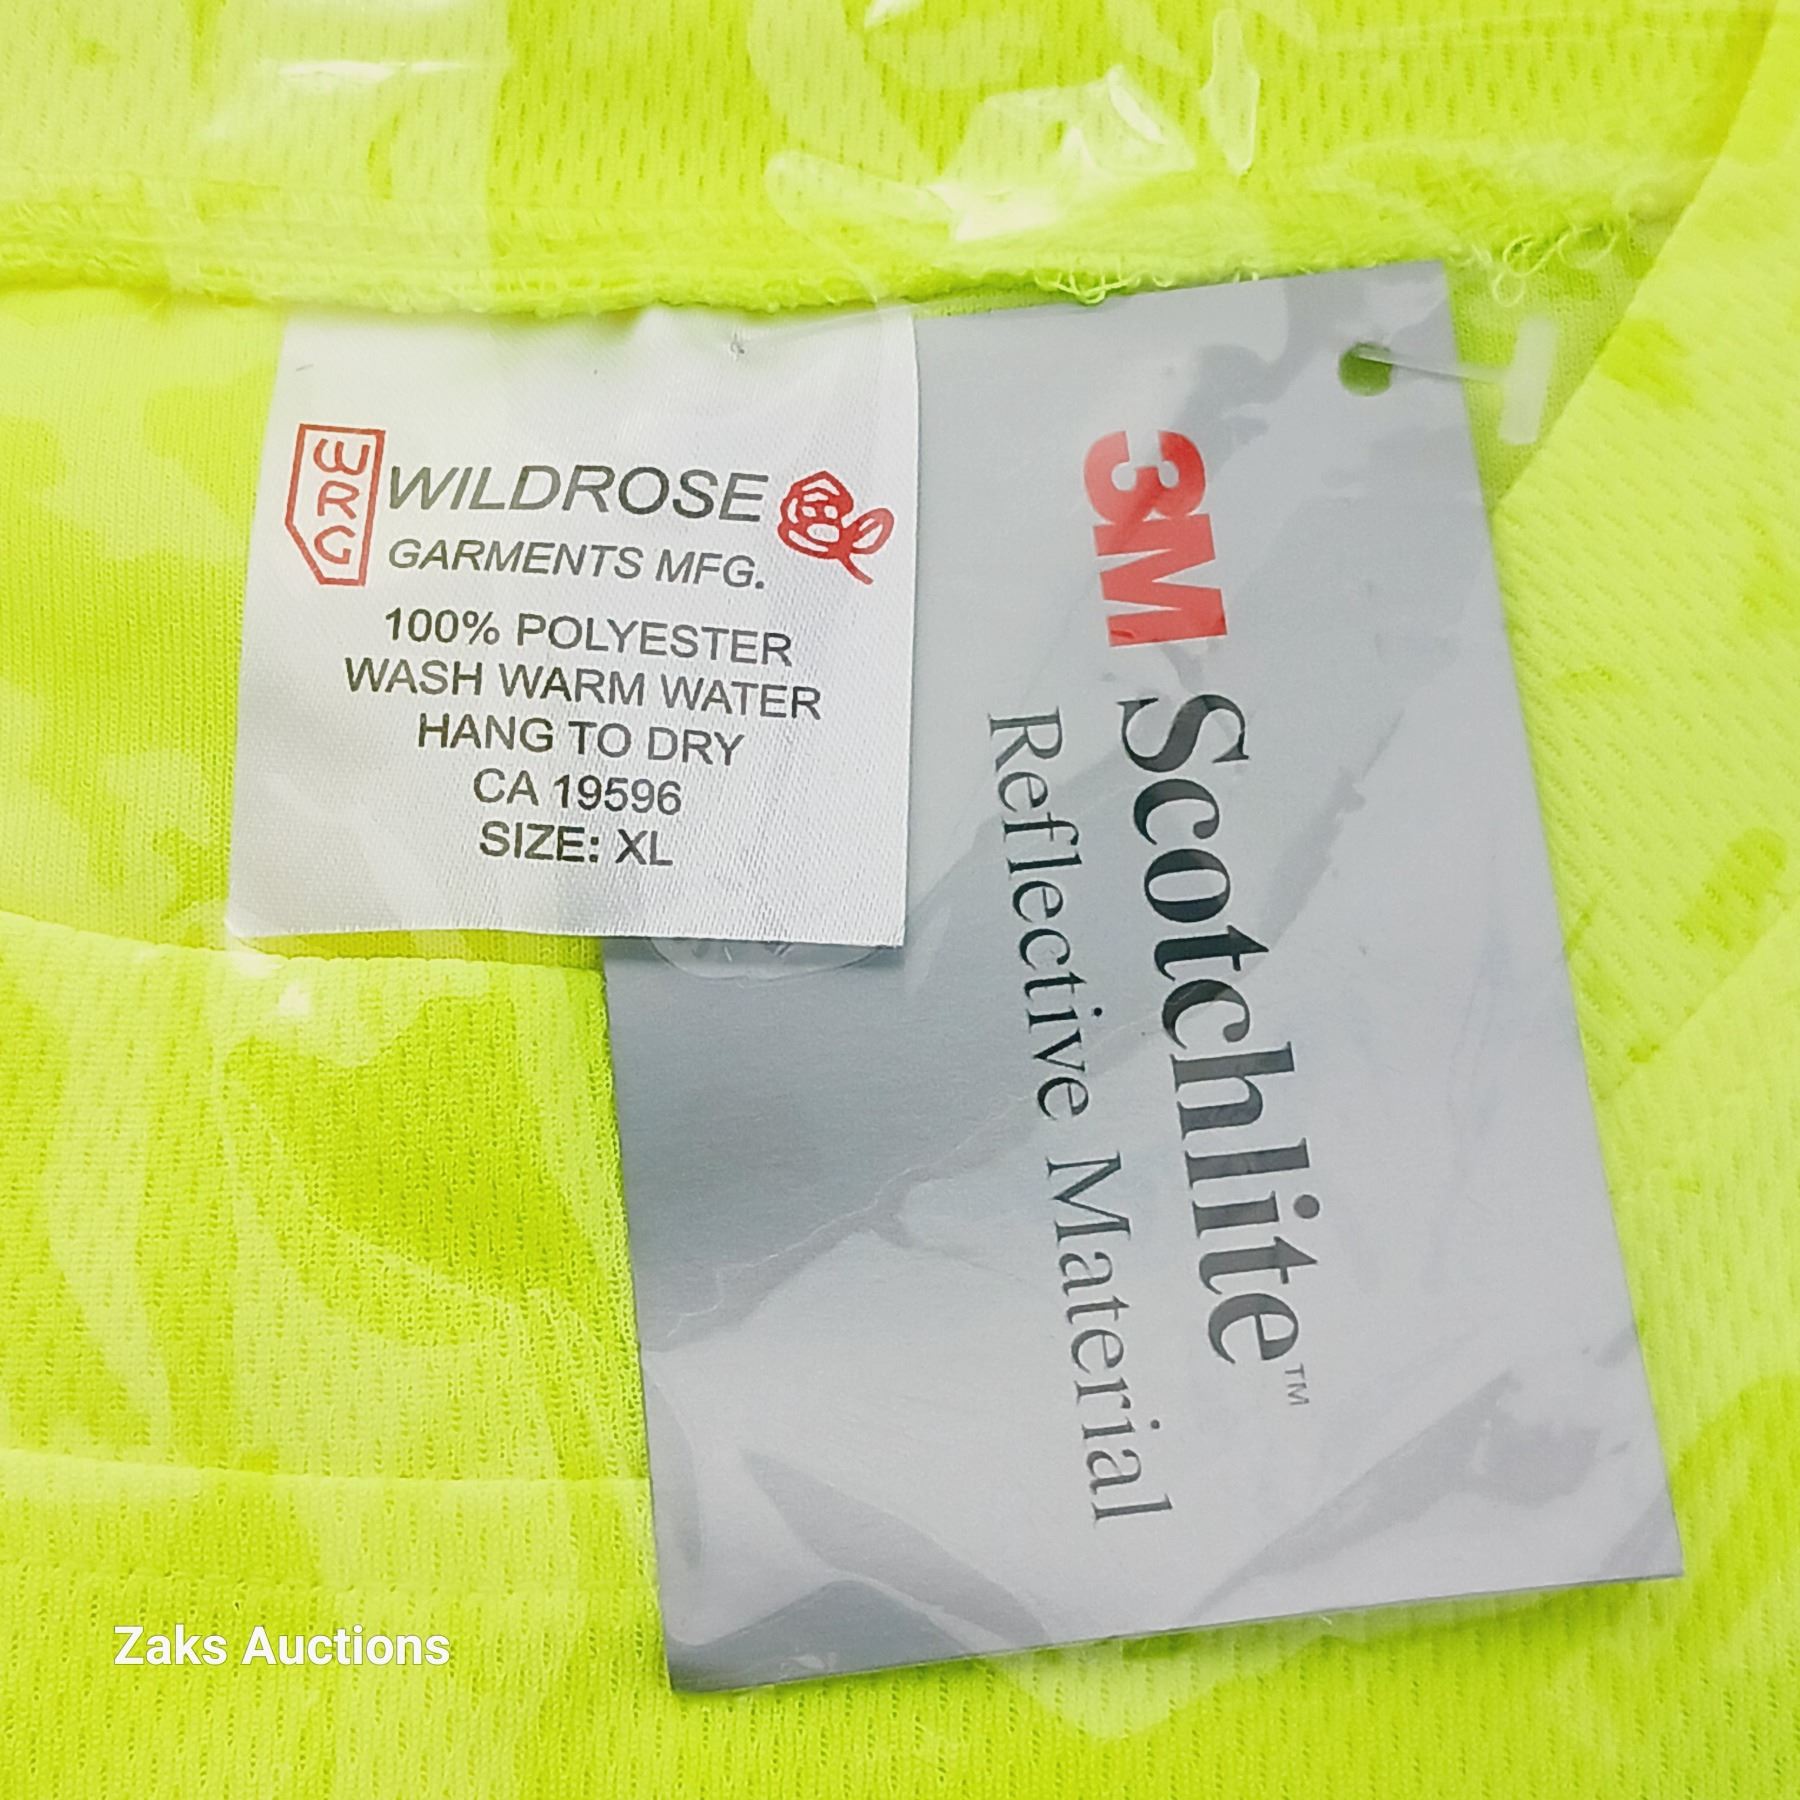 WRG
WILDROSE
GARMENTS MFG.
100% POLYESTER
WASH WARM WATER
HANG TO DRY
CA 19596
SIZE: XL
3M Scotchlite™
Reflective Material
Zaks Auctions